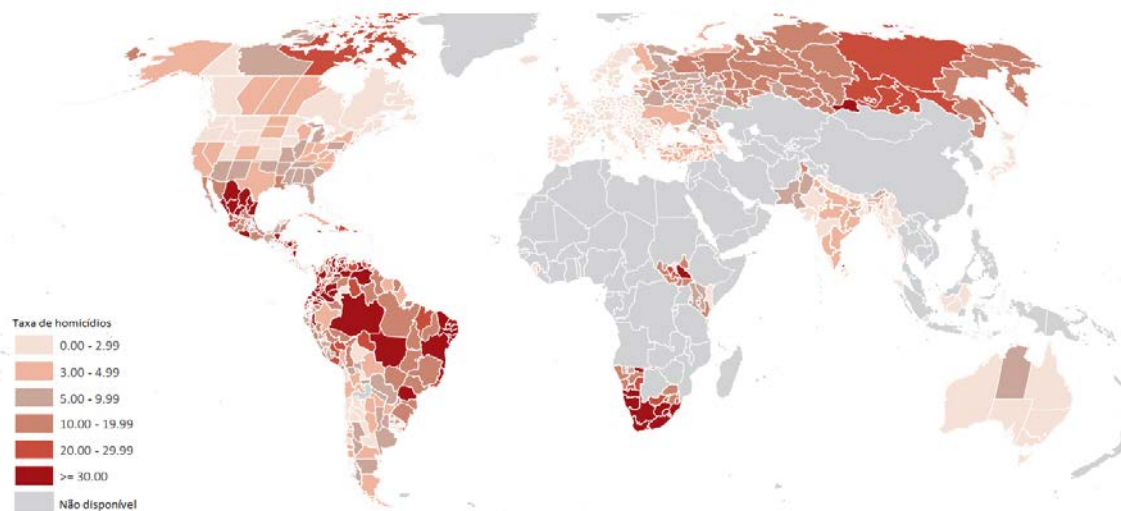 Taxa de homicídios
0.00 - 2.99
3.00 - 4.99
5.00 - 9.99
10.00 - 19.99
20.00 - 29.99
>= 30.00
Não disponível